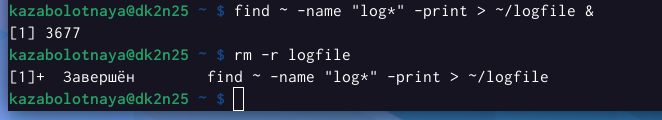 kazabolotnaya@dk2n25 ~ $ find ~ -name "log*" -print > ~/logfile &
[1] 3677
kazabolotnaya@dk2n25 ~ $ rm -r logfile
[1]+  Завершён        find ~ -name "log*" -print > ~/logfile
kazabolotnaya@dk2n25 ~ $